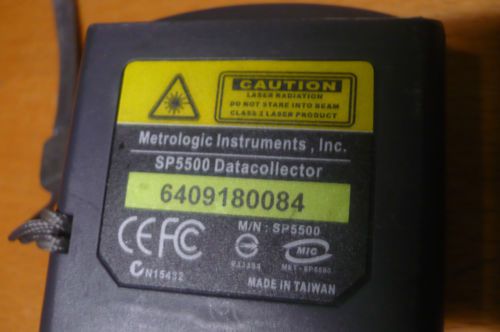 CAUTION
LASER RADIATION
DO NOT STARE INTO BEAM
CLASS 2 LASER PRODUCT
Metrologic Instruments , Inc.
SP5500 Datacollector
6409180084
M/N : SP5500
CE FC
MIC
N15432
MADE IN TAIWAN